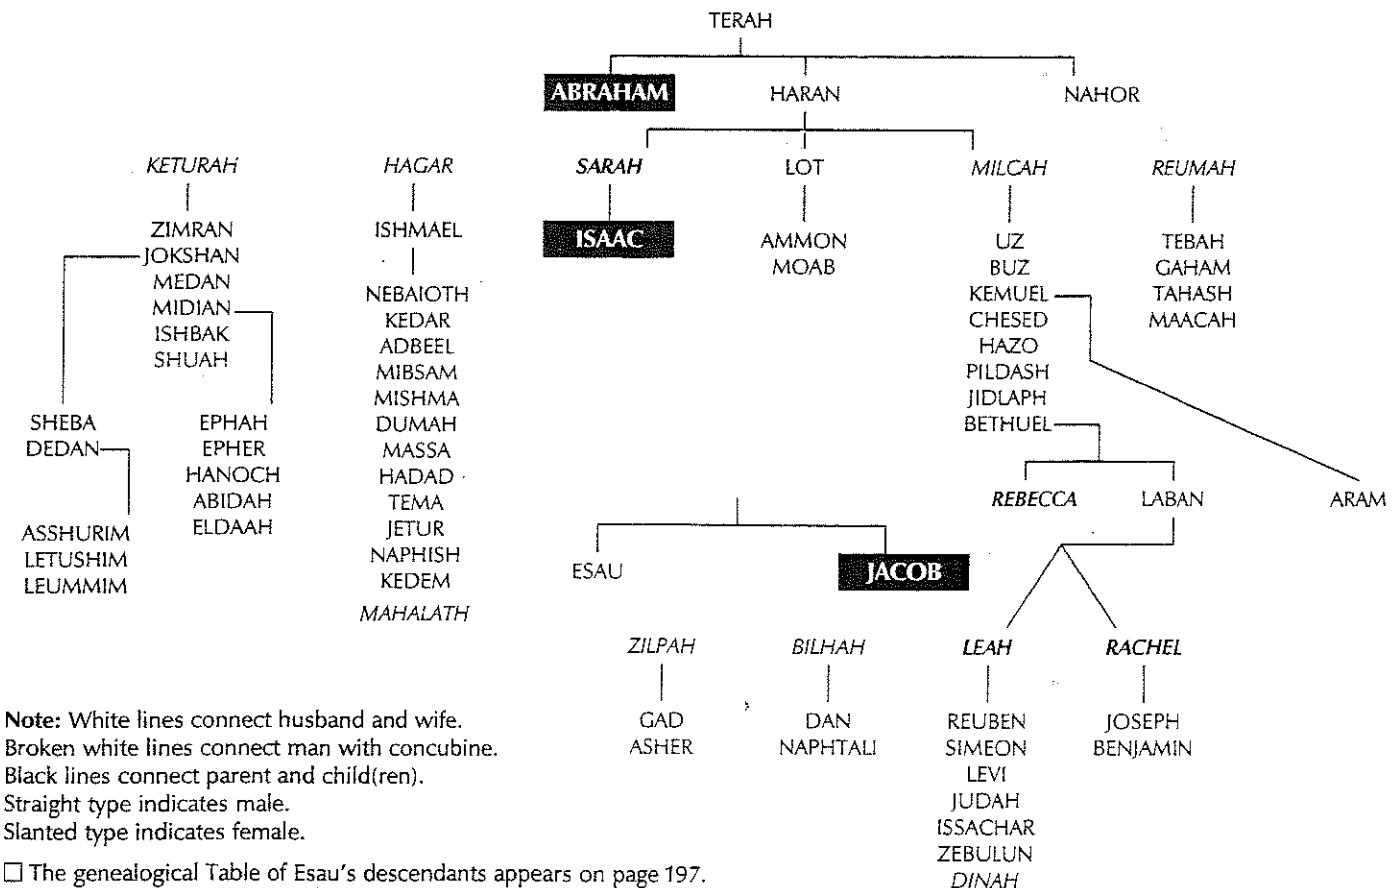 TERAH
ABRAHAM HARAN NAHOR
KETURAH HAGAR SARAH LOT MILCAH REUMAH
ZIMRAN
JOKSHAN
MEDAN
MIDIAN
ISHBAK
SHUAH
SHEBA
DEDAN
EPHAH
EPHER
HANOCH
ABIDAH
ELDAAH
ASSHURIM
LETUSHIM
LEUMMIM
ISHMAEL
NEBAIOTH
KEDAR
ADBEEL
MIBSAM
MISHMA
DUMAH
MASSA
HADAD
TEMA
JETUR
NAPHISH
KEDEM
MAHALATH
ISAAC
AMMON
MOAB
UZ
BUZ
KEMUEL
CHESED
HAZO
PILDASH
JIDLAPH
BETHUEL
TEBAH
GAHAM
TAHASH
MAACAH
REBECCA LABAN ARAM
ESAU JACOB
ZILPAH BILHAH LEAH RACHEL
GAD
ASHER
DAN
NAPHTALI
REUBEN
SIMEON
LEVI
JUDAH
ISSACHAR
ZEBULUN
DINAH
JOSEPH
BENJAMIN
Note: White lines connect husband and wife.
Broken white lines connect man with concubine.
Black lines connect parent and child(ren).
Straight type indicates male.
Slanted type indicates female.
☐ The genealogical Table of Esau's descendants appears on page 197.